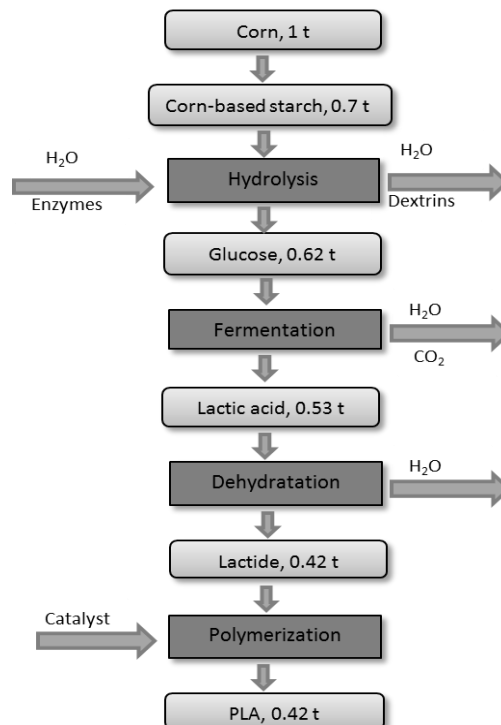 Corn, 1 t
Corn-based starch, 0.7 t
H₂O
Enzymes
Hydrolysis
H₂O
Dextrins
Glucose, 0.62 t
Fermentation
H₂O
CO₂
Lactic acid, 0.53 t
Dehydratation
H₂O
Lactide, 0.42 t
Catalyst
Polymerization
PLA, 0.42 t